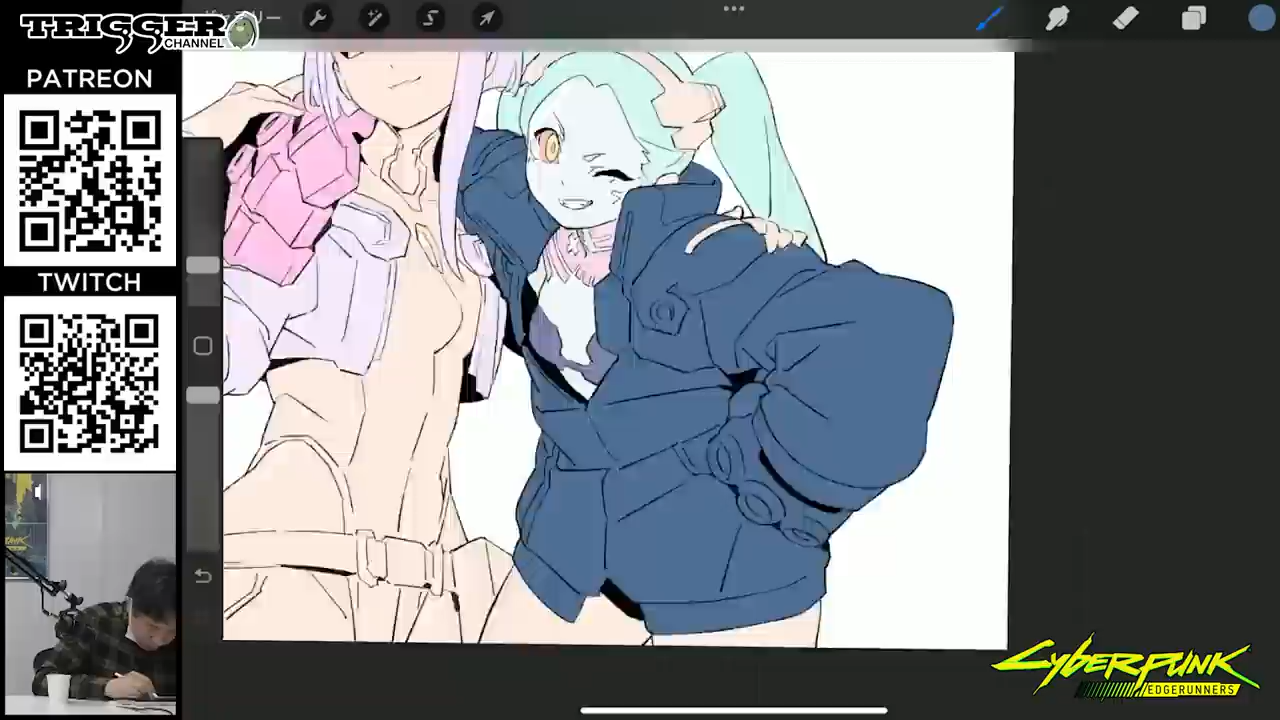 TRIGGER
CHANNEL
PATREON
TWITCH
CYBERPUNK
EDGERUNNERS